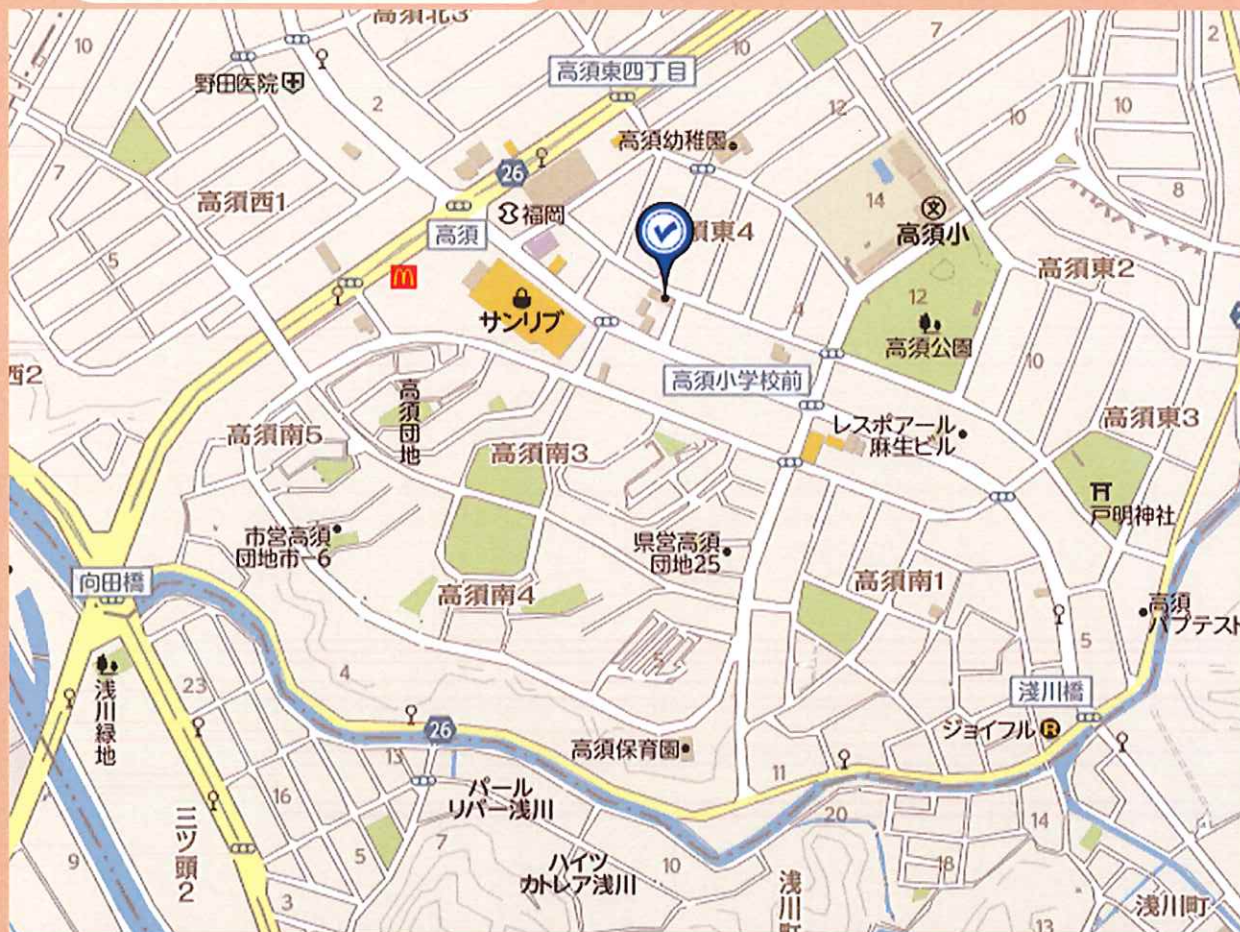 高須北3
10
7
2
10
野田医院
高須東四丁目
2
12
10
10
高須幼稚園
7
26
8
高須西1
福岡
14
高須小
高須
須東4
5
高須東2
12
サンリブ
4
高須公園
西2
10
高須団地
高須小学校前
高須東3
レスポアール
麻生ビル
高須南5
高須南3
戸明神社
市営高須
団地市-6
県営高須
団地25
向田橋
高須南4
高須南1
高須
バプテスト
5
5
浅川緑地
4
23
淺川橋
26
ジョイフル
R
高須保育園
13
11
パール
リバー浅川
16
20
14
三ツ頭2
5
7
ハイツ
カトレア浅川
10
18
9
3
浅川町
浅川町
13